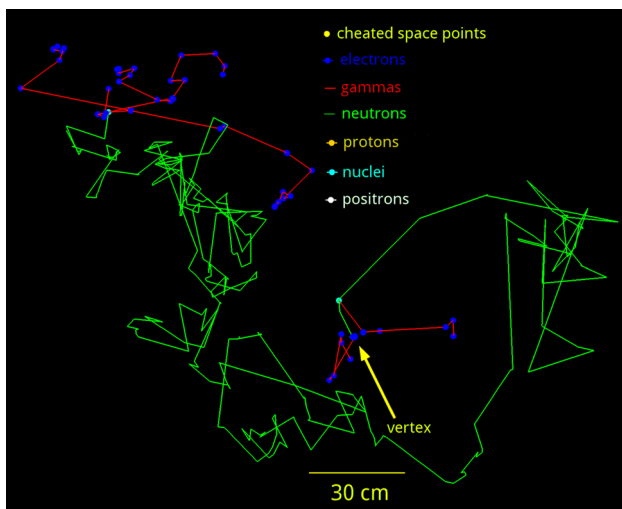 cheated space points
electrons
gammas
neutrons
protons
nuclei
positrons
vertex
30 cm